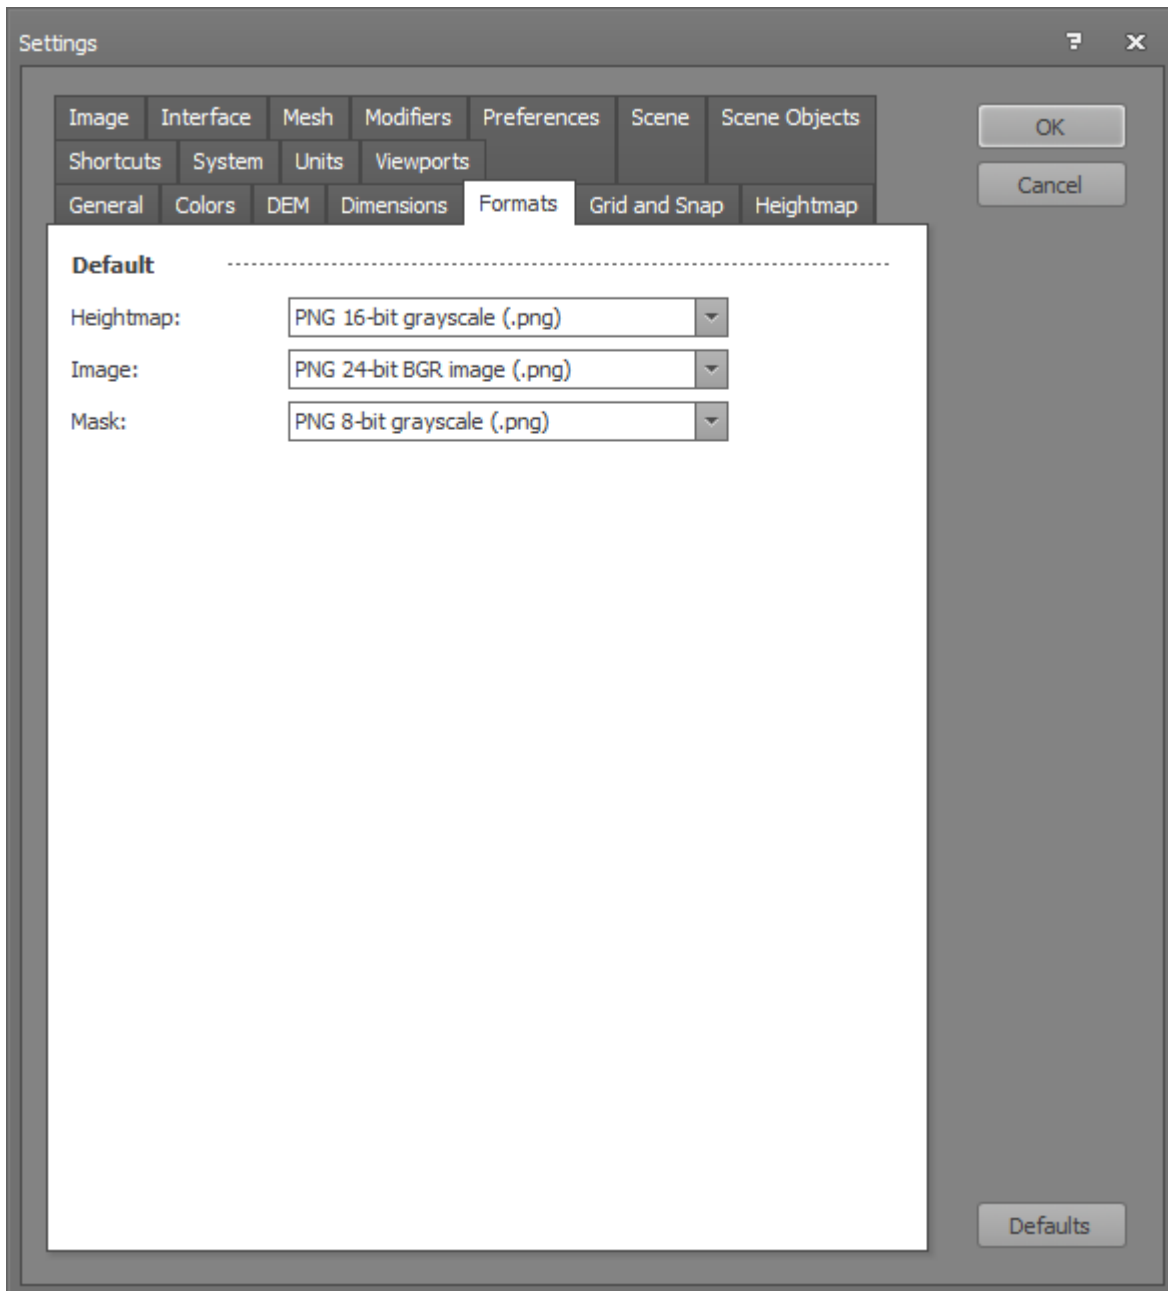 Settings
Image Interface Mesh Modifiers Preferences Scene Scene Objects
Shortcuts System Units Viewports
General Colors DEM Dimensions Formats Grid and Snap Heightmap
OK
Cancel
Default
Heightmap: PNG 16-bit grayscale (.png)
Image: PNG 24-bit BGR image (.png)
Mask: PNG 8-bit grayscale (.png)
Defaults